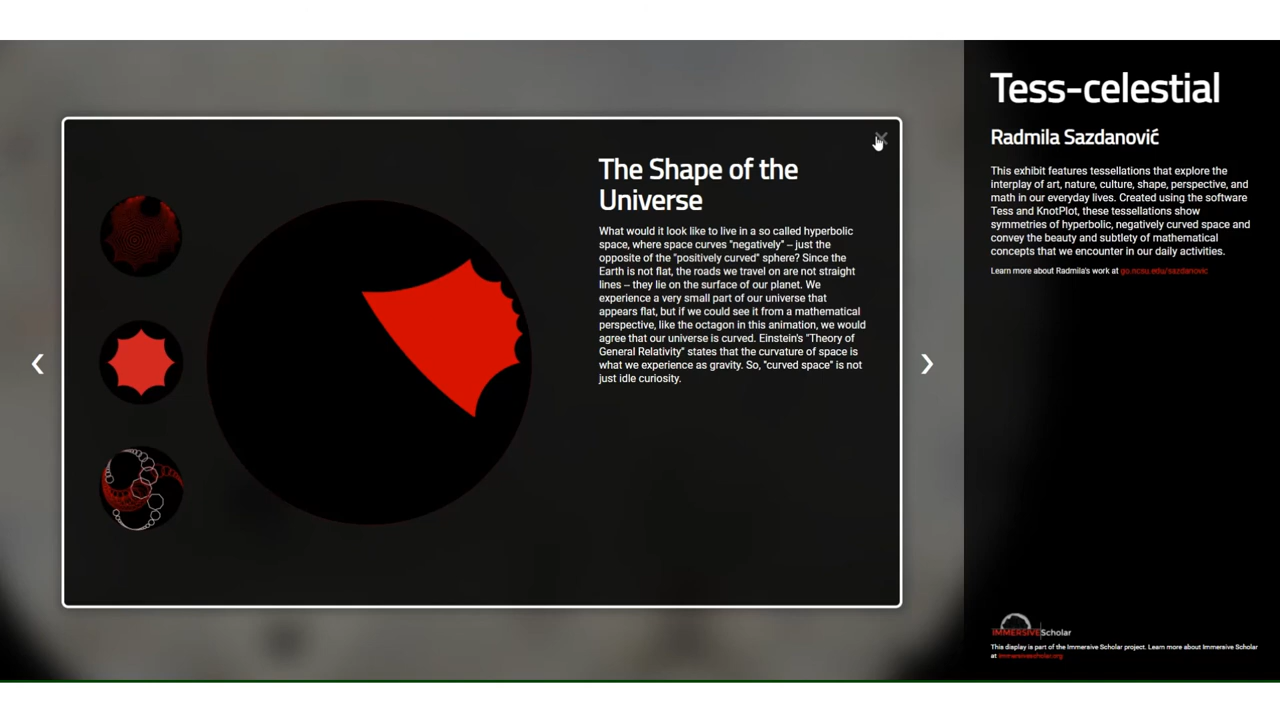 The Shape of the
Universe
What would it look like to live in a so called hyperbolic
space, where space curves "negatively" – just the
opposite of the "positively curved" sphere? Since the
Earth is not flat, the roads we travel on are not straight
lines – they lie on the surface of our planet. We
experience a very small part of our universe that
appears flat, but if we could see it from a mathematical
perspective, like the octagon in this animation, we would
agree that our universe is curved. Einstein's "Theory of
General Relativity" states that the curvature of space is
what we experience as gravity. So, "curved space" is not
just idle curiosity.
Tess-celestial
Radmila Sazdanović
This exhibit features tessellations that explore the
interplay of art, nature, culture, shape, perspective, and
math in our everyday lives. Created using the software
Tess and KnotPlot, these tessellations show
symmetries of hyperbolic, negatively curved space and
convey the beauty and subtlety of mathematical
concepts that we encounter in our daily activities.
Learn more about Radmila's work at go.ncsu.edu/sazdanovic
IMMERSIVEScholar
This display is part of the Immersive Scholar project. Learn more about Immersive Scholar
at immersivescholar.org